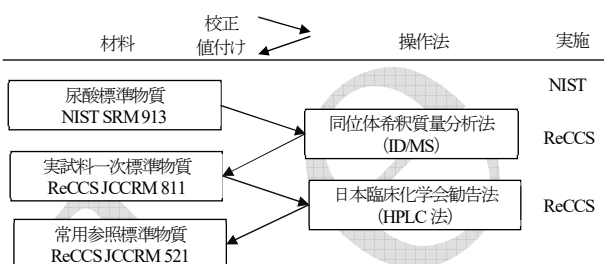 校正
材料 値付け 操作法 実施
NIST
尿酸標準物質
NIST SRM 913
同位体希釈質量分析法
(ID/MS)
ReCCS
実試料一次標準物質
ReCCS JCCRM 811
日本臨床化学会勧告法
(HPLC 法)
ReCCS
常用参照標準物質
ReCCS JCCRM 521